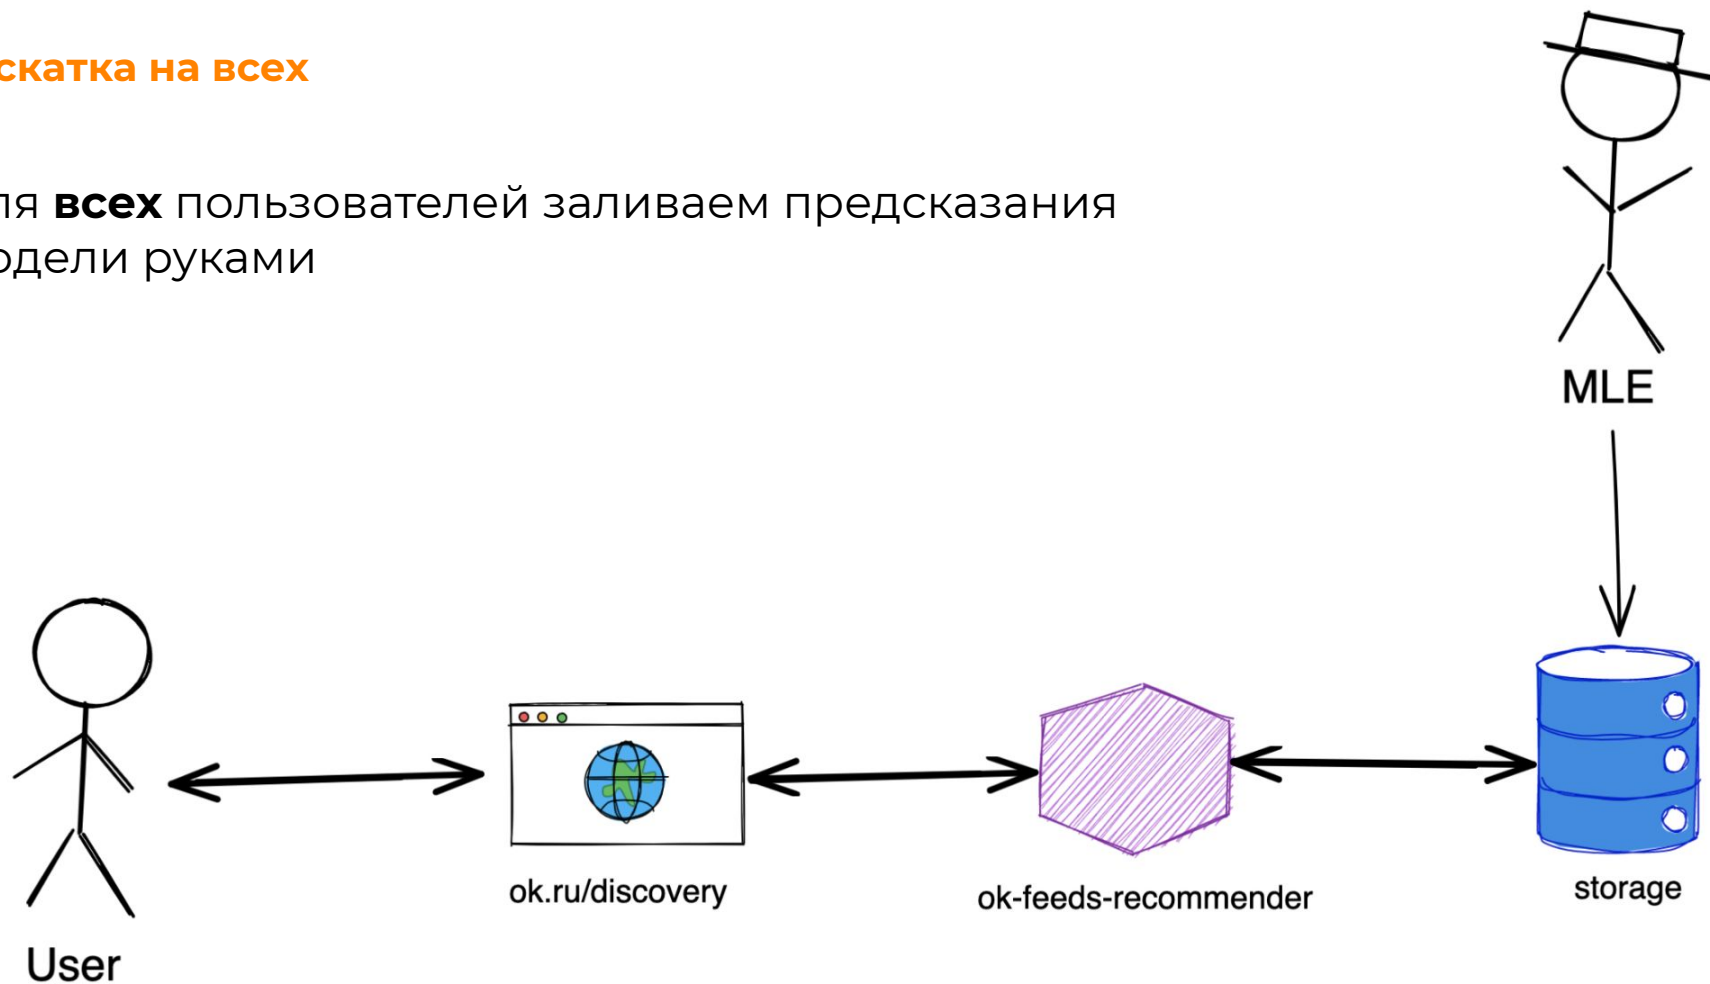 скатка на всех
ля всех пользователей заливаем предсказания
одели руками
MLE
ok.ru/discovery
ok-feeds-recommender
storage
User